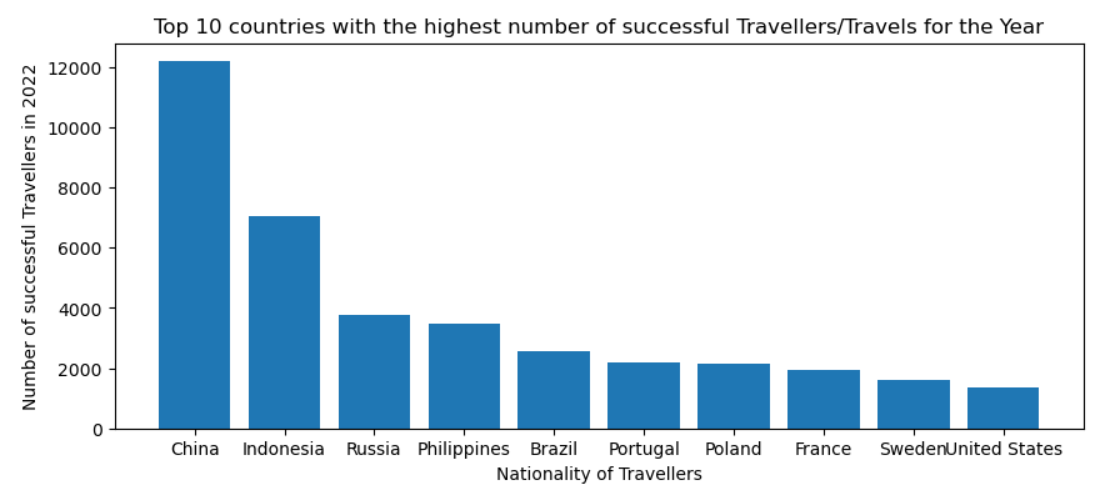 Top 10 countries with the highest number of successful Travellers/Travels for the Year
Number of successful Travellers in 2022
12000
10000
8000
6000
4000
2000
0
China Indonesia Russia Philippines Brazil Portugal Poland France Sweden United States
Nationality of Travellers